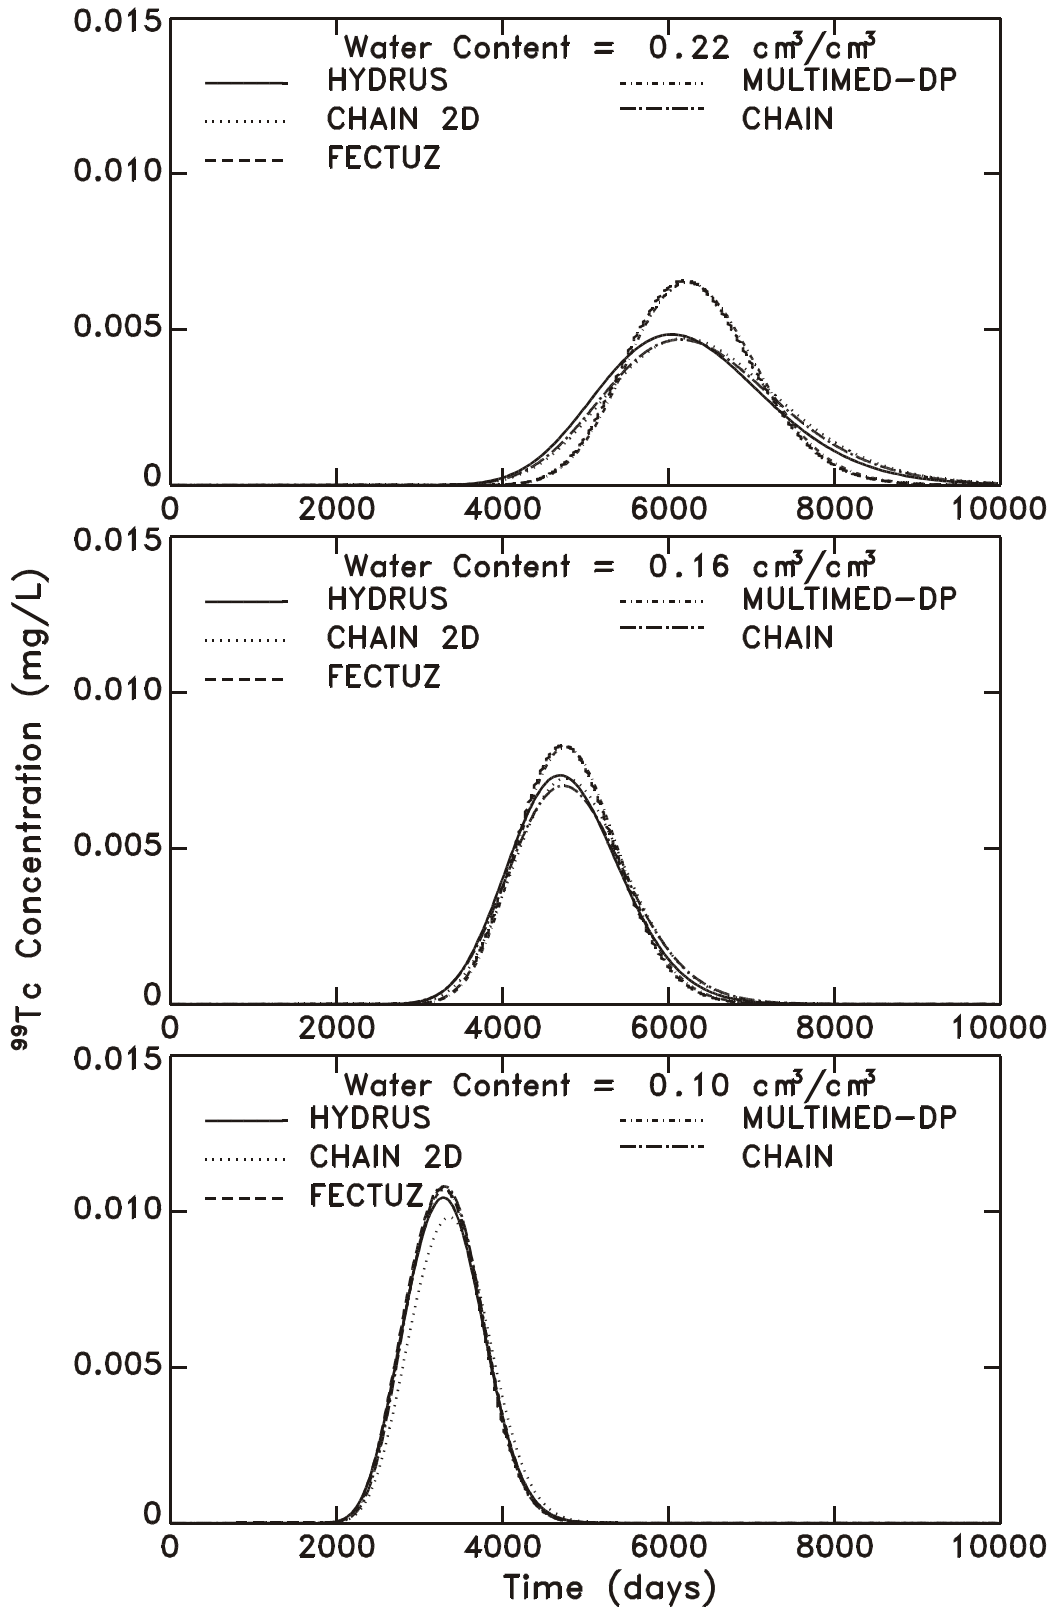 ⁹⁹Tc Concentration (mg/L)
0.015
0.010
0.005
0
Water Content = 0.22 cm³/cm³
HYDRUS
CHAIN 2D
FECTUZ
MULTIMED-DP
CHAIN
0 2000 4000 6000 8000 10000
0.015
0.010
0.005
0
Water Content = 0.16 cm³/cm³
HYDRUS
CHAIN 2D
FECTUZ
MULTIMED-DP
CHAIN
0 2000 4000 6000 8000 10000
0.015
0.010
0.005
0
Water Content = 0.10 cm³/cm³
HYDRUS
CHAIN 2D
FECTUZ
MULTIMED-DP
CHAIN
0 2000 4000 6000 8000 10000
Time (days)